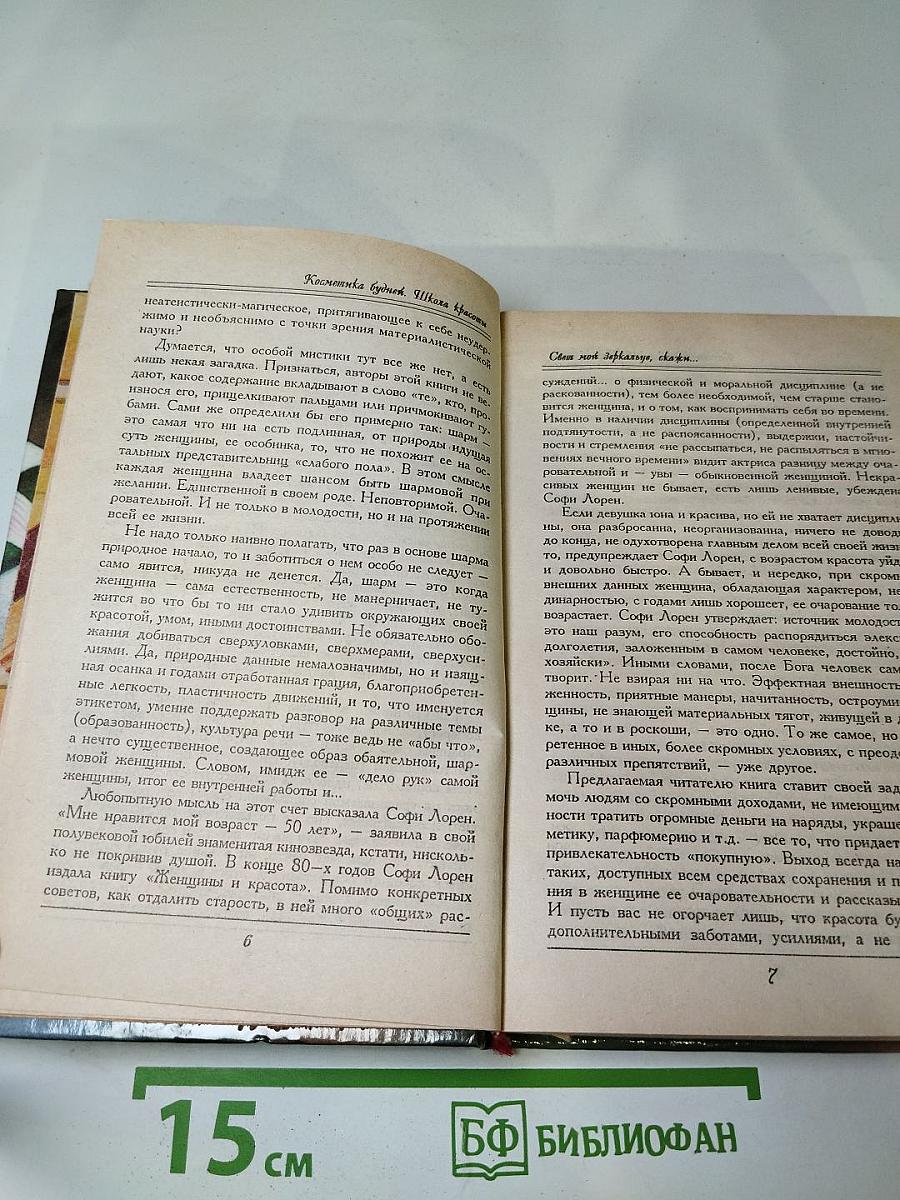 Косметика будней. Школа красоты
неатеистически-магическое, притягивающее к себе неудер-
жимо и необъяснимо с точки зрения материалистической
науки?
Думается, что особой мистики тут все же нет, а есть
лишь некая загадка. Признаться, авторы этой книги не ве-
дают, какое содержание вкладывают в слово «те», кто, про-
износя его, прищелкивают пальцами или причмокивают гу-
бами. Сами же определили бы его примерно так: шарм —
это самая что ни на есть подлинная, от природы идущая
суть женщины, ее особинка, то, что не похожит ее на ос-
тальных представительниц «слабого пола». В этом смысле
каждая женщина владеет шансом быть шармовой при
желании. Единственной в своем роде. Неповторимой. Оча-
ровательной. И не только в молодости, но и на протяжении
всей ее жизни.
Не надо только наивно полагать, что раз в основе шарма
природное начало, то и заботиться о нем особо не следует —
само явится, никуда не денется. Да, шарм — это когда
женщина — сама естественность, не манерничает, не ту-
жится во что бы то ни стало удивить окружающих своей
красотой, умом, иными достоинствами. Не обязательно обо-
жания добиваться сверхуловками, сверхмерами, сверхуси-
лиями. Да, природные данные немаловажны, но и изящ-
ная осанка и годами отработанная грация, благоприобретен-
ные легкость, пластичность движений, и то, что именуется
этикетом, умение поддержать разговор на различные темы
(образованность), культура речи — тоже ведь не «абы что»,
а нечто существенное, создающее образ обаятельной, шар-
мовой женщины. Словом, имидж ее — «дело рук» самой
женщины, итог ее внутренней работы и...
Любопытную мысль на этот счет высказала Софи Лорен.
«Мне нравится мой возраст — 50 лет», — заявила в свой
полувековой юбилей знаменитая кинозвезда, кстати, нисколь-
ко не покривив душой. В конце 80—х годов Софи Лорен
издала книгу «Женщины и красота». Помимо конкретных
советов, как отдалить старость, в ней много «общих» рас-
6
Свет мой зеркальце, скажи...
суждений... о физической и моральной дисциплине (а не
раскованности), тем более необходимой, чем старше стано-
вится женщина, и о том, как воспринимать себя во времени.
Именно в наличии дисциплины (определенной внутренней
подтянутости, а не распоясанности), выдержки, настойчи-
вости и стремления «не рассыпаться, не распыляться в мгно-
вениях вечного времени» видит актриса разницу между оча-
ровательной и — увы — обыкновенной женщиной. Некра-
сивых женщин не бывает, есть лишь ленивые, убеждена
Софи Лорен.
Если девушка юна и красива, но ей не хватает дисципли
ны, она разбросанна, неорганизованна, ничего не доводи
до конца, не одухотворена главным делом всей своей жизн
то, предупреждает Софи Лорен, с возрастом красота уйд
и довольно быстро. А бывает, и нередко, при скромн
внешних данных женщина, обладающая характером, не
динарностью, с годами лишь хорошеет, ее очарование тол
возрастает. Софи Лорен утверждает: источник молодост
это наш разум, его способность распорядиться элекс
долголетия, заложенным в самом человеке, достойно,
хозяйски». Иными словами, после Бога человек сам
творит. Не взирая ни на что. Эффектная внешность
женность, приятные манеры, начитанность, остроуми
щины, не знающей материальных тягот, живущей в д
ке, а то и в роскоши, — это одно. То же самое, но
ретенное в иных, более скромных условиях, с преодо
различных препятствий, — уже другое.
Предлагаемая читателю книга ставит своей зад
мочь людям со скромными доходами, не имеющим
ности тратить огромные деньги на наряды, украше
метику, парфюмерию и т.д. — все то, что придает
привлекательность «покупную». Выход всегда на
таких, доступных всем средствах сохранения и п
ния в женщине ее очаровательности и рассказы
И пусть вас не огорчает лишь, что красота бу
дополнительными заботами, усилиями, а не
7
15 см
БФ БИБЛИОФАН